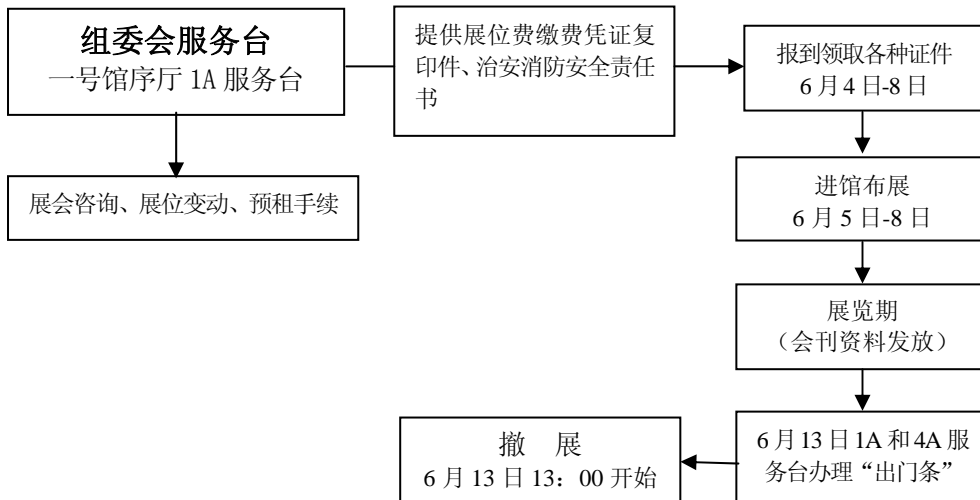 组委会服务台
一号馆序厅 1A 服务台
提供展位费缴费凭证复
印件、治安消防安全责任
书
报到领取各种证件
6 月 4 日-8 日
展会咨询、展位变动、预租手续
进馆布展
6 月 5 日-8 日
展览期
（会刊资料发放）
6 月 13 日 1A 和 4A 服
务台办理“出门条”
撤 展
6 月 13 日 13：00 开始